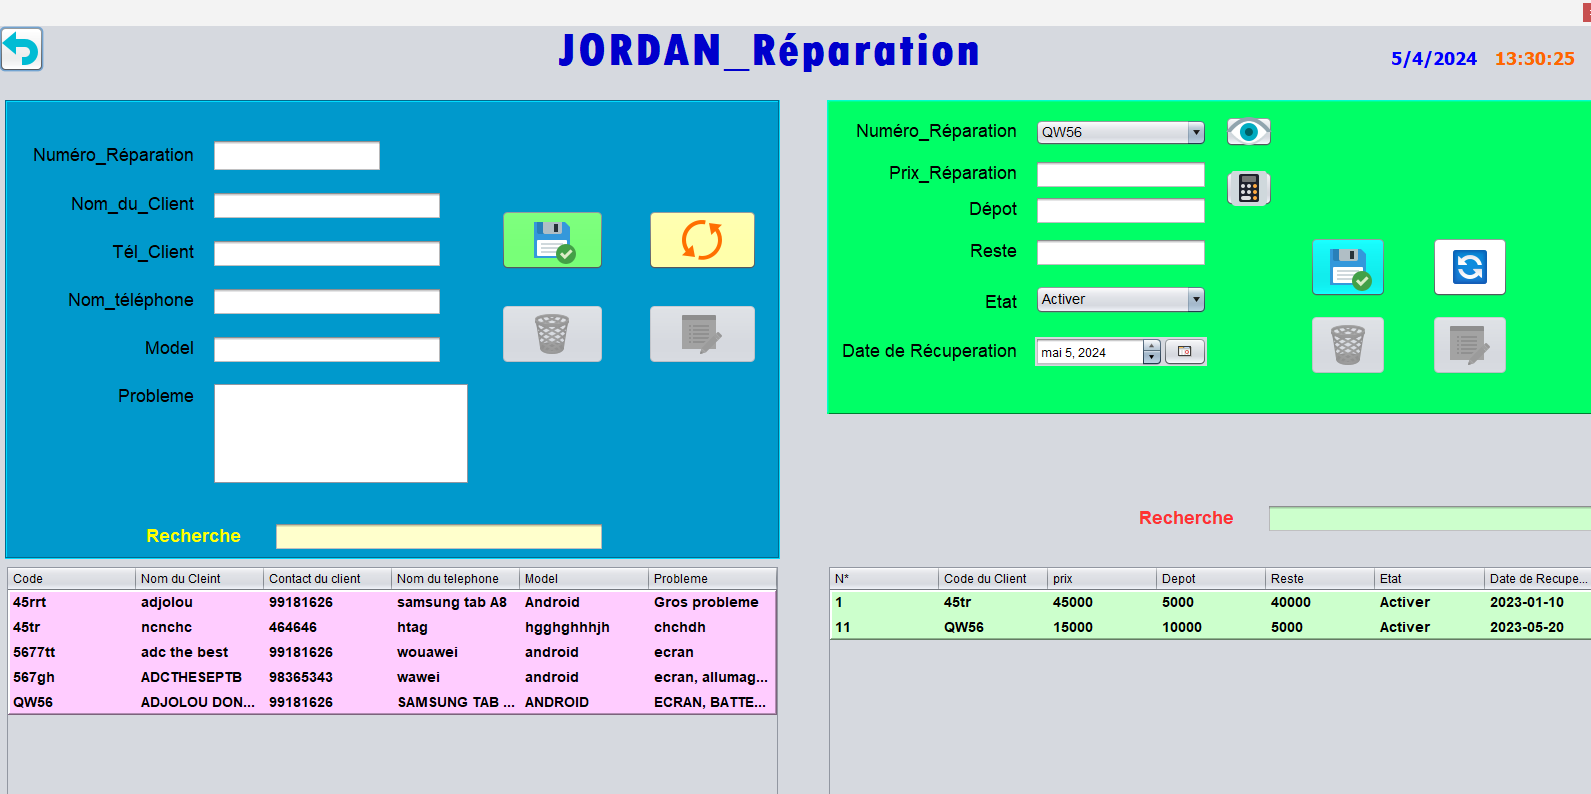 JORDAN_Réparation
5/4/2024 13:30:25
Numéro_Réparation
Nom_du_Client
Tél_Client
Nom_téléphone
Model
Probleme
Recherche
Code Nom du Cleint Contact du client Nom du telephone Model Probleme
45rrt adjolou 99181626 samsung tab A8 Android Gros probleme
45tr ncnchc 464646 htag hgghghhhjh chchdh
5677tt adc the best 99181626 wouawei android ecran
567gh ADCTHESEPTB 98365343 wawei android ecran, allumag...
QW56 ADJOLOU DON... 99181626 SAMSUNG TAB ... ANDROID ECRAN, BATTE...
Numéro_Réparation QW56
Prix_Réparation
Dépot
Reste
Etat Activer
Date de Récuperation mai 5, 2024
Recherche
N* Code du Client prix Depot Reste Etat Date de Recupe...
1 45tr 45000 5000 40000 Activer 2023-01-10
11 QW56 15000 10000 5000 Activer 2023-05-20